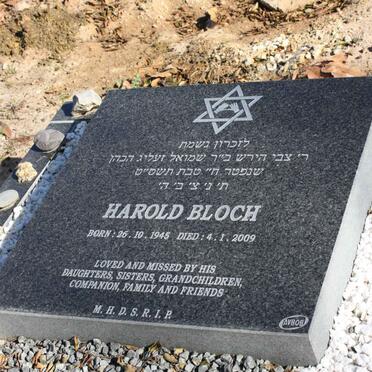 לזכרון נשמת
ר׳ צבי הירש ב״ר שמואל זעליג הכהן
שנפטר ח׳ טבת תשס״ט
ת׳ נ׳ צ׳ ב׳ ה׳
HAROLD BLOCH
BORN: 26.10.1945 DIED: 4.1.2009
LOVED AND MISSED BY HIS
DAUGHTERS, SISTERS, GRANDCHILDREN,
COMPANION, FAMILY AND FRIENDS
M.H.D.S.R.I.P.